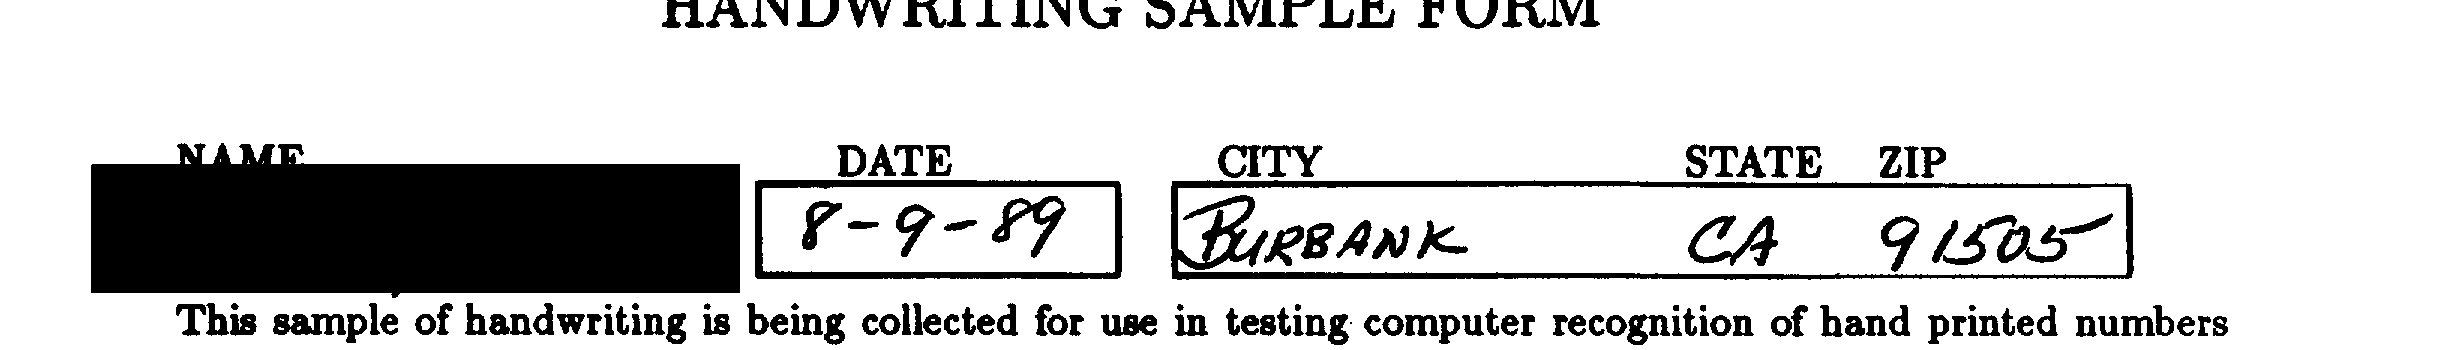 HANDWRITING SAMPLE FORM
NAME DATE CITY STATE ZIP
8-9-89 BURBANK CA 91505
This sample of handwriting is being collected for use in testing computer recognition of hand printed numbers